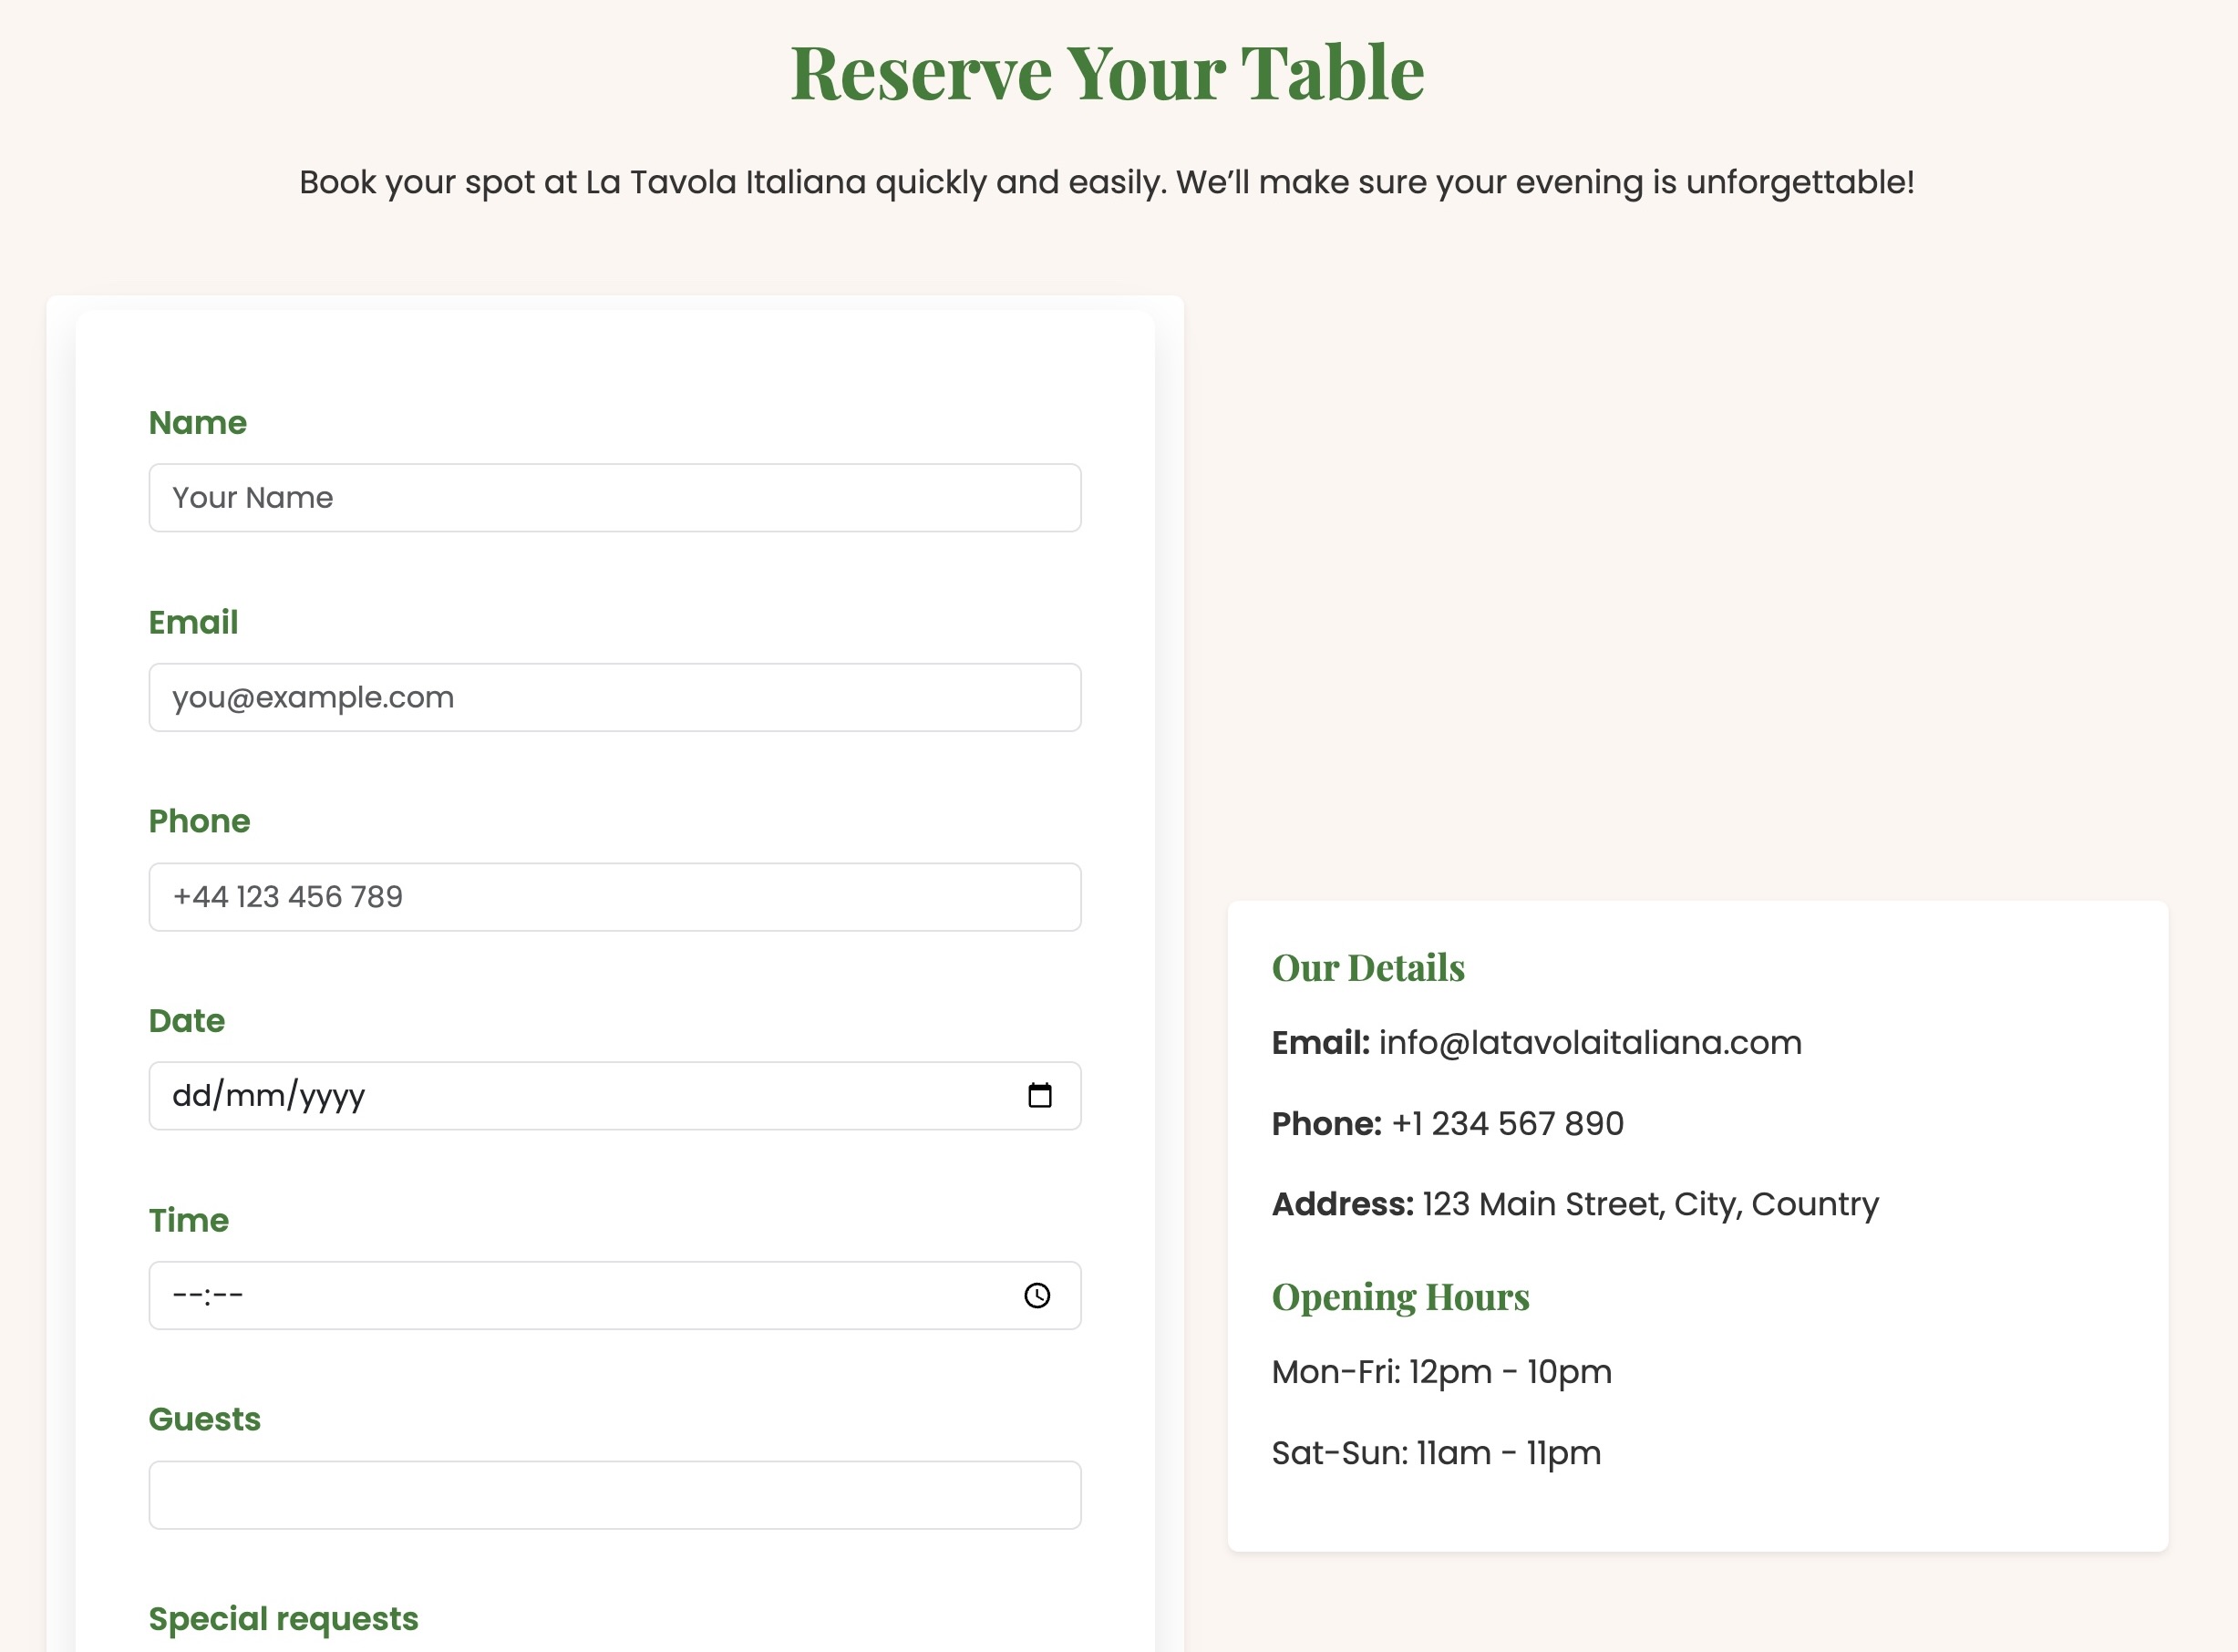 Reserve Your Table
Book your spot at La Tavola Italiana quickly and easily. We’ll make sure your evening is unforgettable!
Name
Your Name
Email
you@example.com
Phone
+44 123 456 789
Date
dd/mm/yyyy
Time
--:--
Guests
Special requests
Our Details
Email: info@latavolaitaliana.com
Phone: +1 234 567 890
Address: 123 Main Street, City, Country
Opening Hours
Mon-Fri: 12pm - 10pm
Sat-Sun: 11am - 11pm